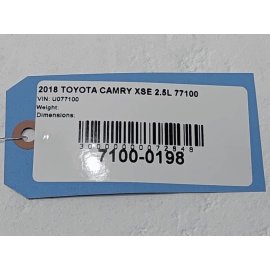 2018 TOYOTA CAMRY XSE 2.5L 77100
VIN: U077100
Weight:
Dimensions:
7100-0198